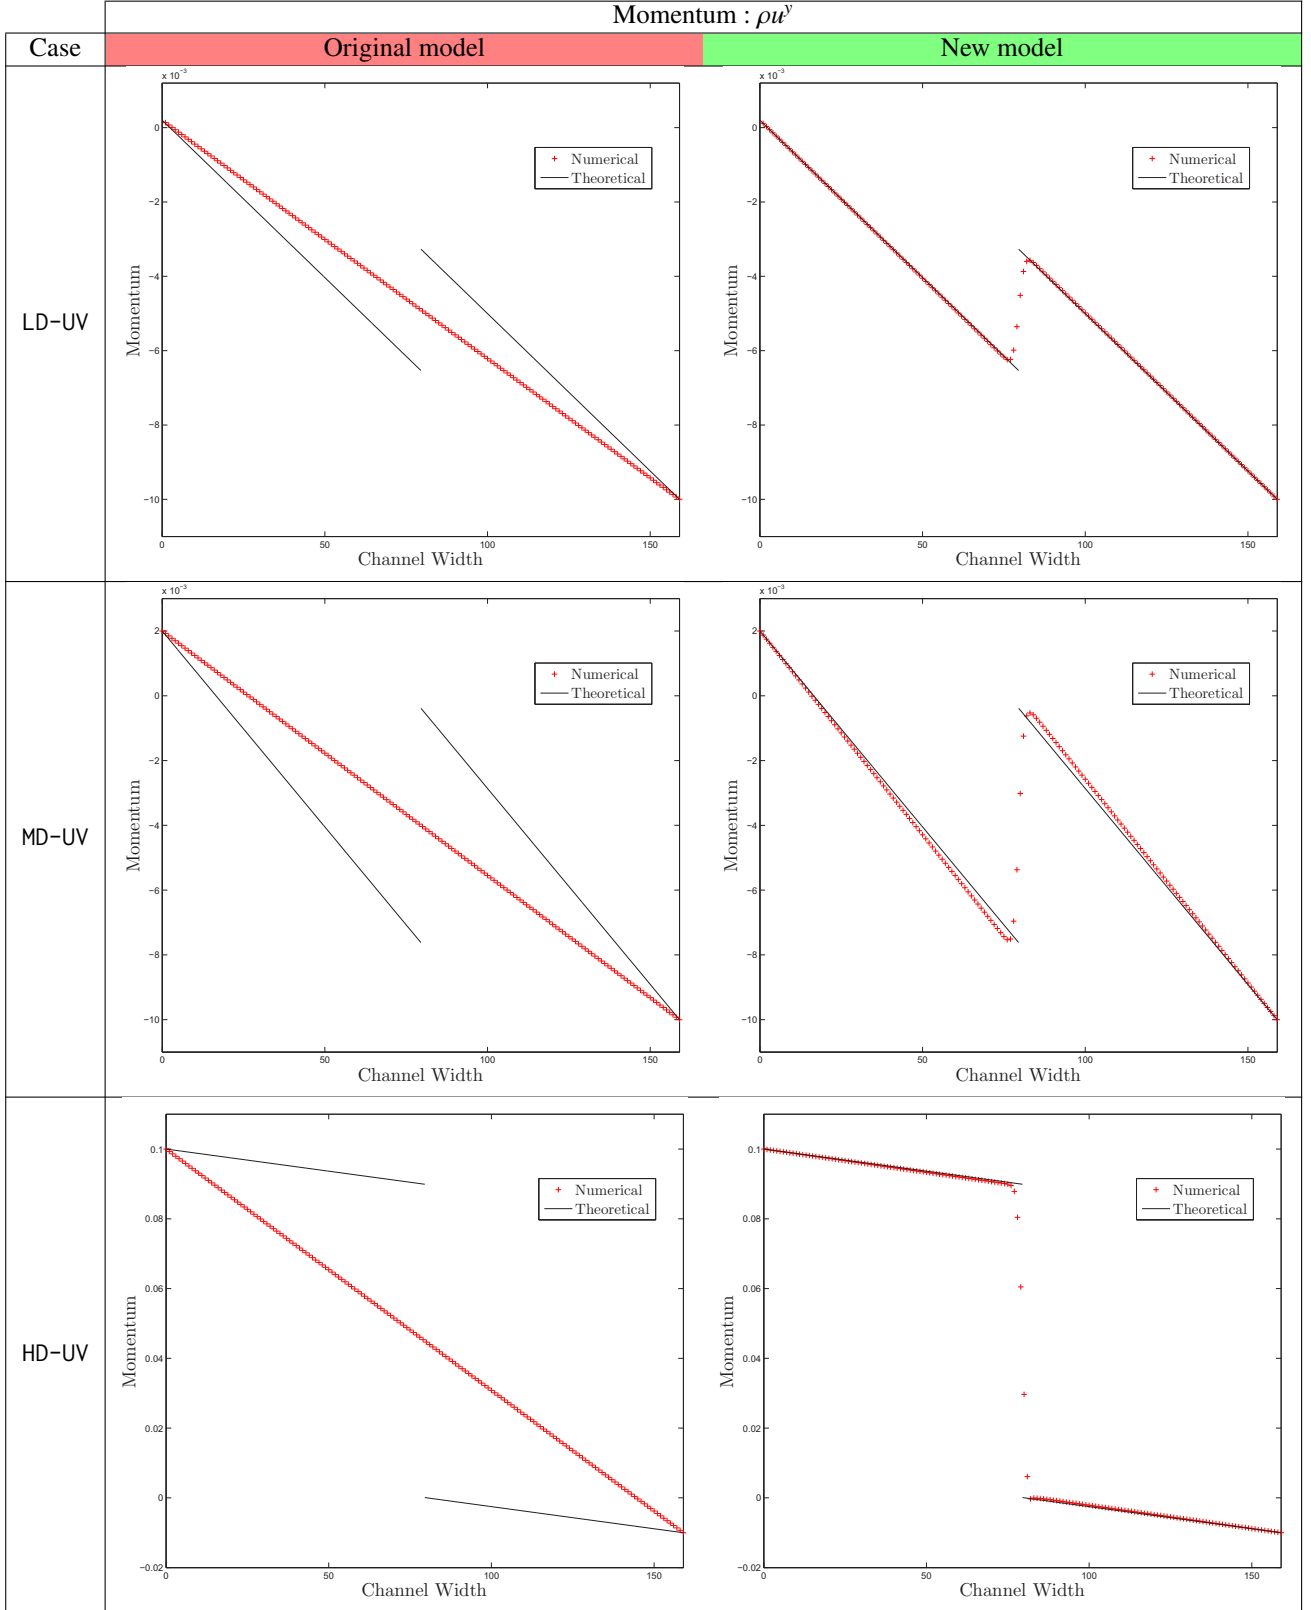 Momentum : ρu^y
Case Original model New model
LD-UV
x 10^−3
0
−2
−4
−6
−8
−10
0 50 100 150
Momentum
Channel Width
Numerical
Theoretical
x 10^−3
0
−2
−4
−6
−8
−10
0 50 100 150
Momentum
Channel Width
Numerical
Theoretical
MD-UV
x 10^−3
2
0
−2
−4
−6
−8
−10
0 50 100 150
Momentum
Channel Width
Numerical
Theoretical
x 10^−3
2
0
−2
−4
−6
−8
−10
0 50 100 150
Momentum
Channel Width
Numerical
Theoretical
HD-UV
0.1
0.08
0.06
0.04
0.02
0
−0.02
0 50 100 150
Momentum
Channel Width
Numerical
Theoretical
0.1
0.08
0.06
0.04
0.02
0
−0.02
0 50 100 150
Momentum
Channel Width
Numerical
Theoretical